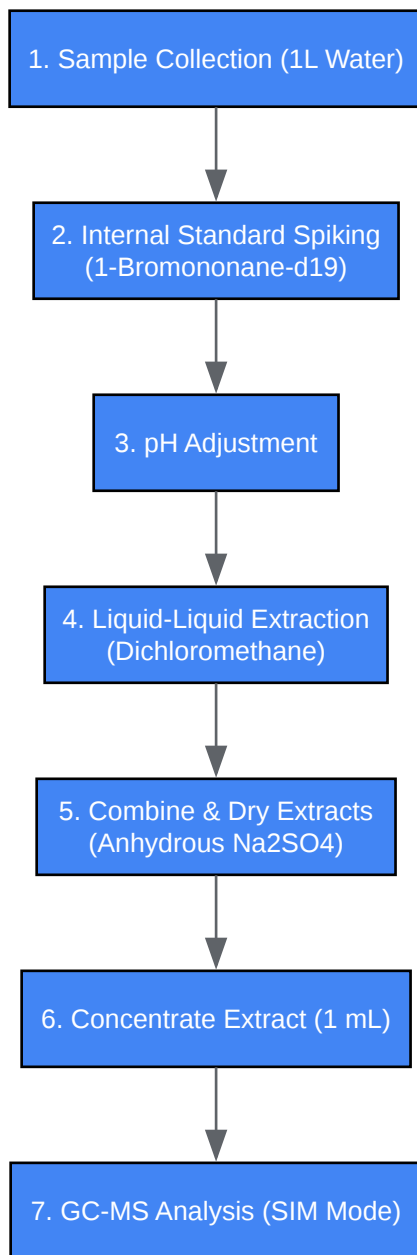 1. Sample Collection (1L Water)
2. Internal Standard Spiking
(1-Bromononane-d19)
3. pH Adjustment
4. Liquid-Liquid Extraction
(Dichloromethane)
5. Combine & Dry Extracts
(Anhydrous Na2SO4)
6. Concentrate Extract (1 mL)
7. GC-MS Analysis (SIM Mode)